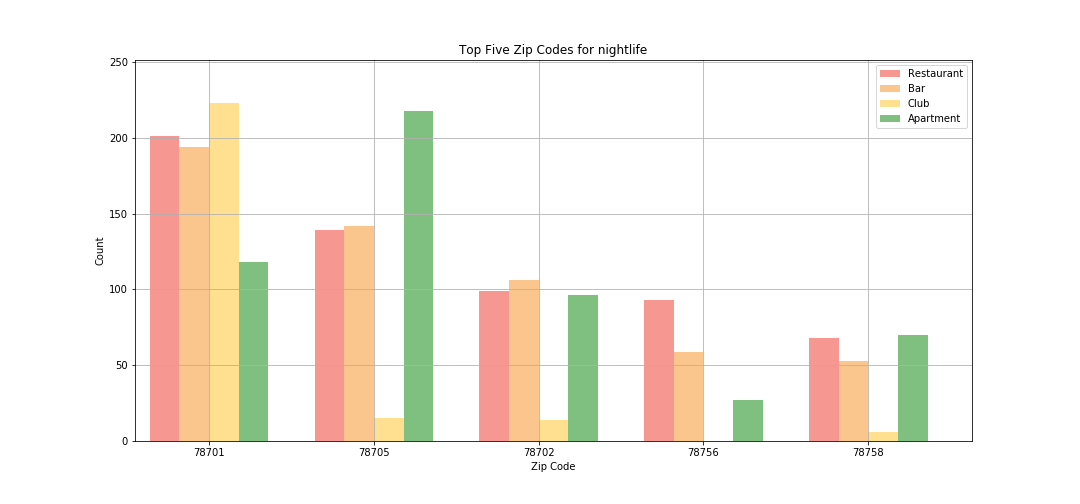 Top Five Zip Codes for nightlife
250
200
150
100
50
0
Count
Restaurant
Bar
Club
Apartment
78701 78705 78702 78756 78758
Zip Code